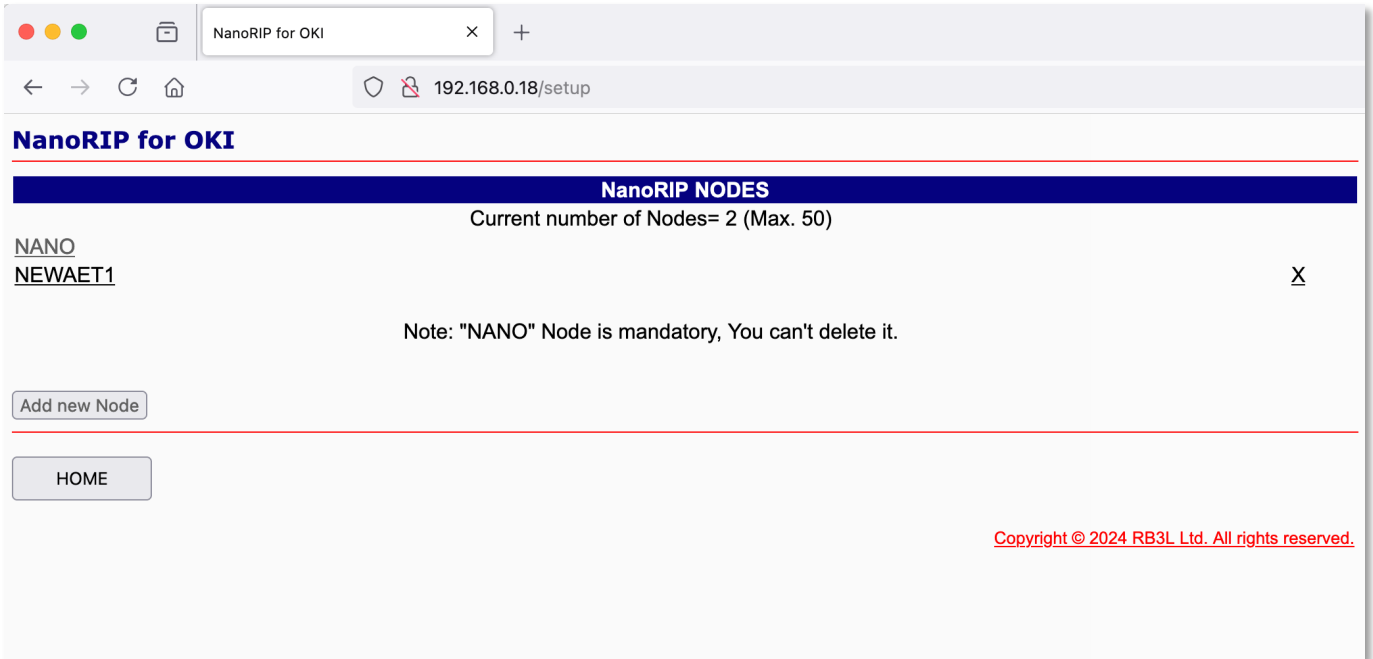 NanoRIP for OKI
192.168.0.18/setup
NanoRIP for OKI
NanoRIP NODES
Current number of Nodes= 2 (Max. 50)
NANO
NEWAET1 X
Note: "NANO" Node is mandatory, You can't delete it.
Add new Node
HOME
Copyright © 2024 RB3L Ltd. All rights reserved.